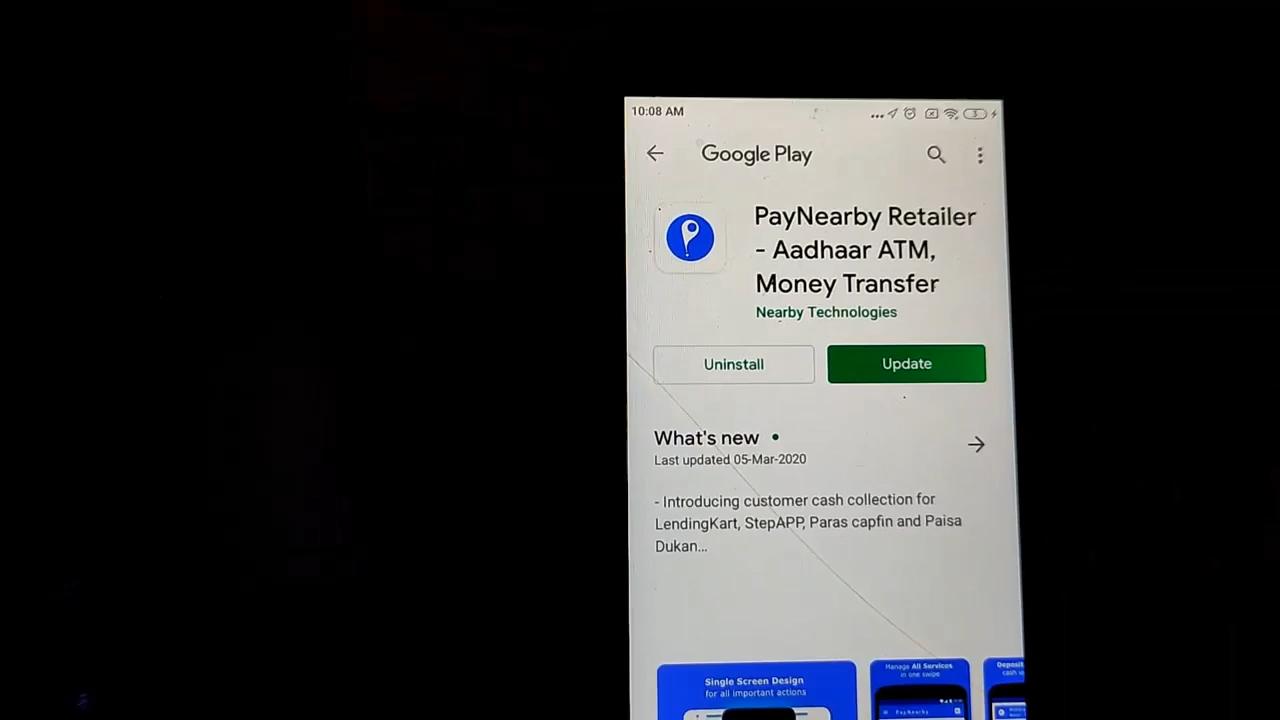 10:08 AM
Google Play
PayNearby Retailer
- Aadhaar ATM,
Money Transfer
Nearby Technologies
Uninstall
Update
What's new
Last updated 05-Mar-2020
- Introducing customer cash collection for
LendingKart, StepAPP, Paras capfin and Paisa
Dukan...
Single Screen Design
for all important actions
Manage All Services
in one swipe
PayNearby
Deposit